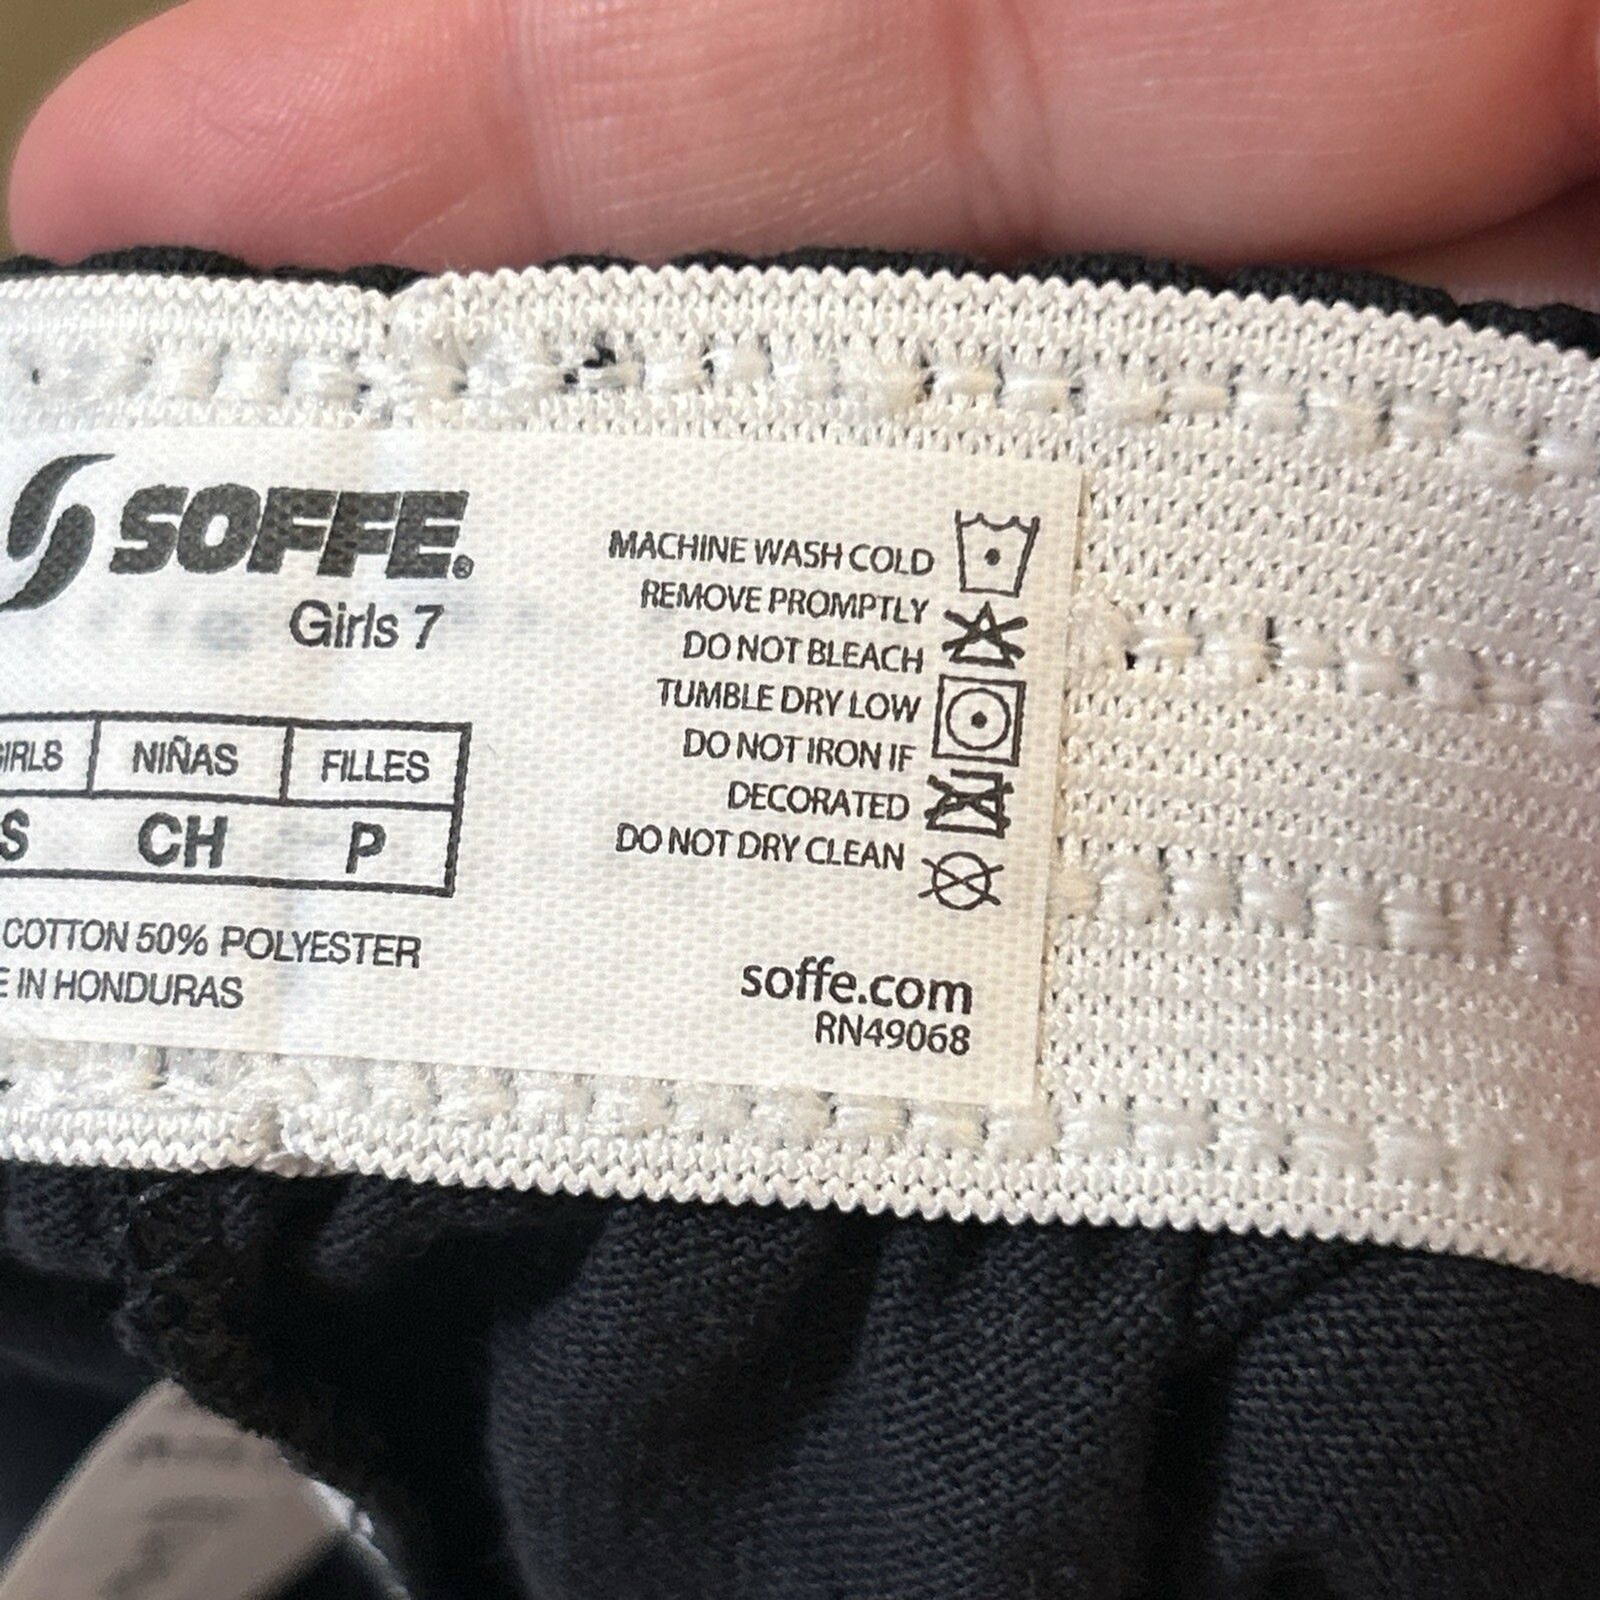 SOFFE®
Girls 7
GIRLS NIÑAS FILLES
S CH P
COTTON 50% POLYESTER
IN HONDURAS
MACHINE WASH COLD
REMOVE PROMPTLY
DO NOT BLEACH
TUMBLE DRY LOW
DO NOT IRON IF
DECORATED
DO NOT DRY CLEAN
soffe.com
RN49068